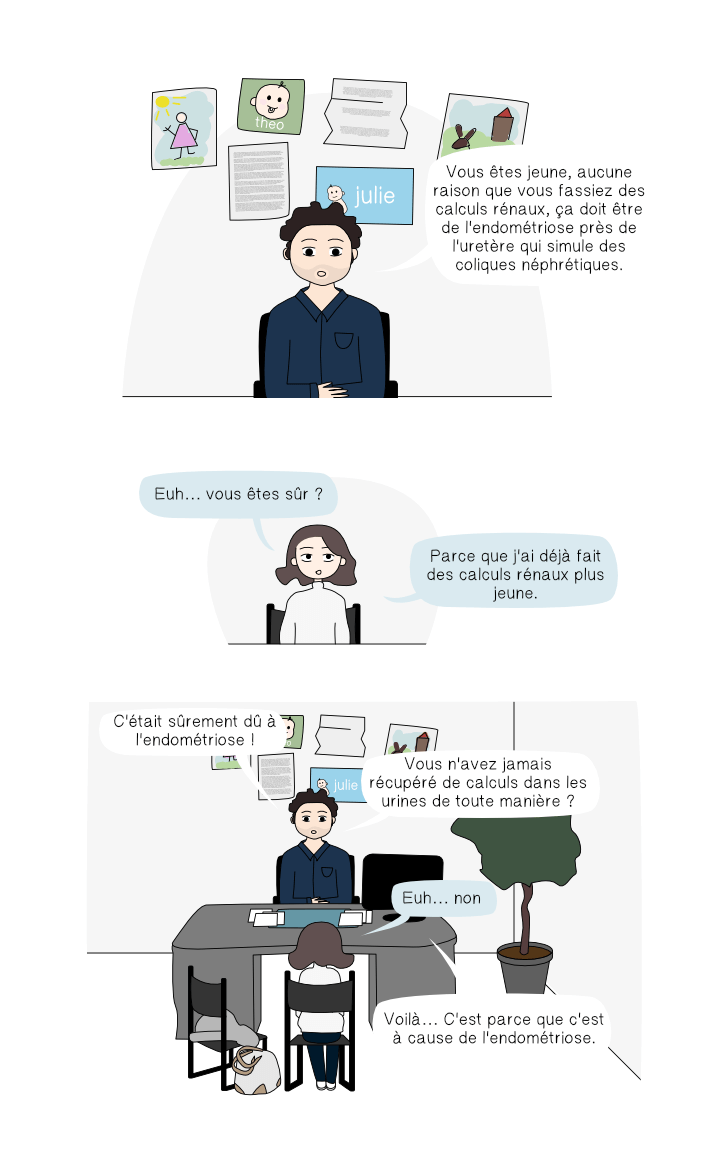 theo
julie
Vous êtes jeune, aucune
raison que vous fassiez des
calculs rénaux, ça doit être
de l'endométriose près de
l'uretère qui simule des
coliques néphrétiques.
Euh... vous êtes sûr ?
Parce que j'ai déjà fait
des calculs rénaux plus
jeune.
C'était sûrement dû à
l'endométriose !
julie
Vous n'avez jamais
récupéré de calculs dans les
urines de toute manière ?
Euh... non
Voilà... C'est parce que c'est
à cause de l'endométriose.